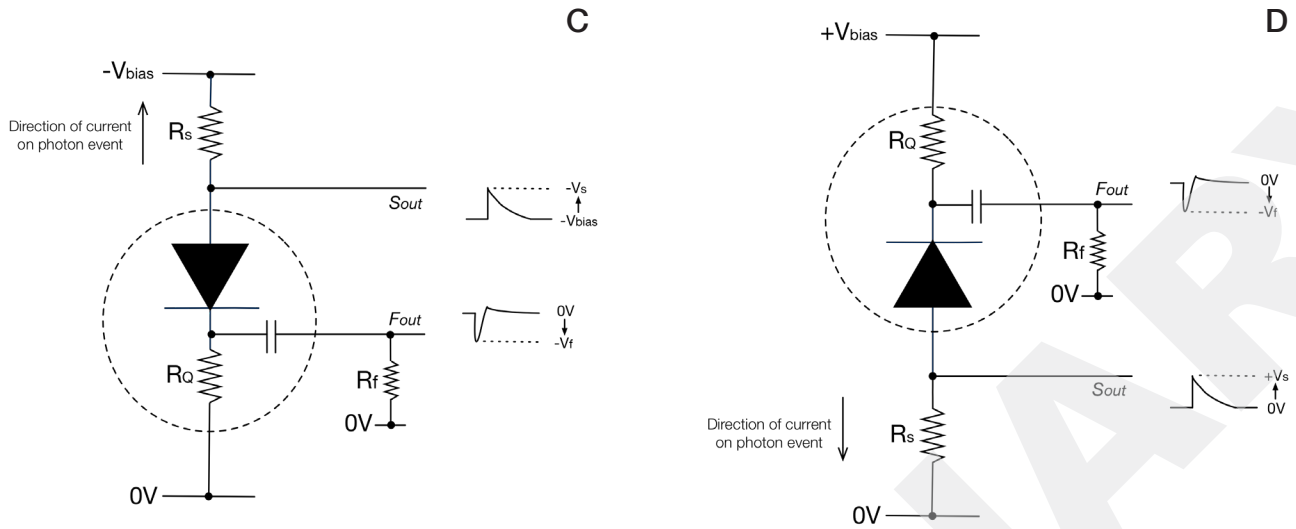 C
-Vbias
Direction of current
on photon event
Rs
Sout
-Vs
-Vbias
Fout
0V
-Vf
RQ
Rf
0V
0V
D
+Vbias
RQ
Fout
0V
-Vf
Rf
0V
Sout
+Vs
0V
Direction of current
on photon event
Rs
0V